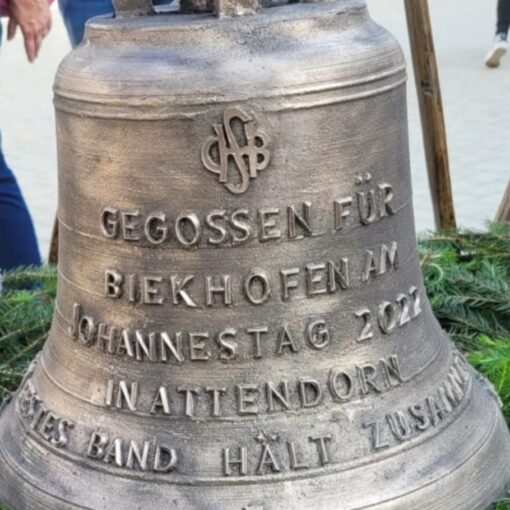 GEGOSSEN FÜR
BIEKHOFEN AM
JOHANNESTAG 2022
IN ATTENDORN
BAND HÄLT